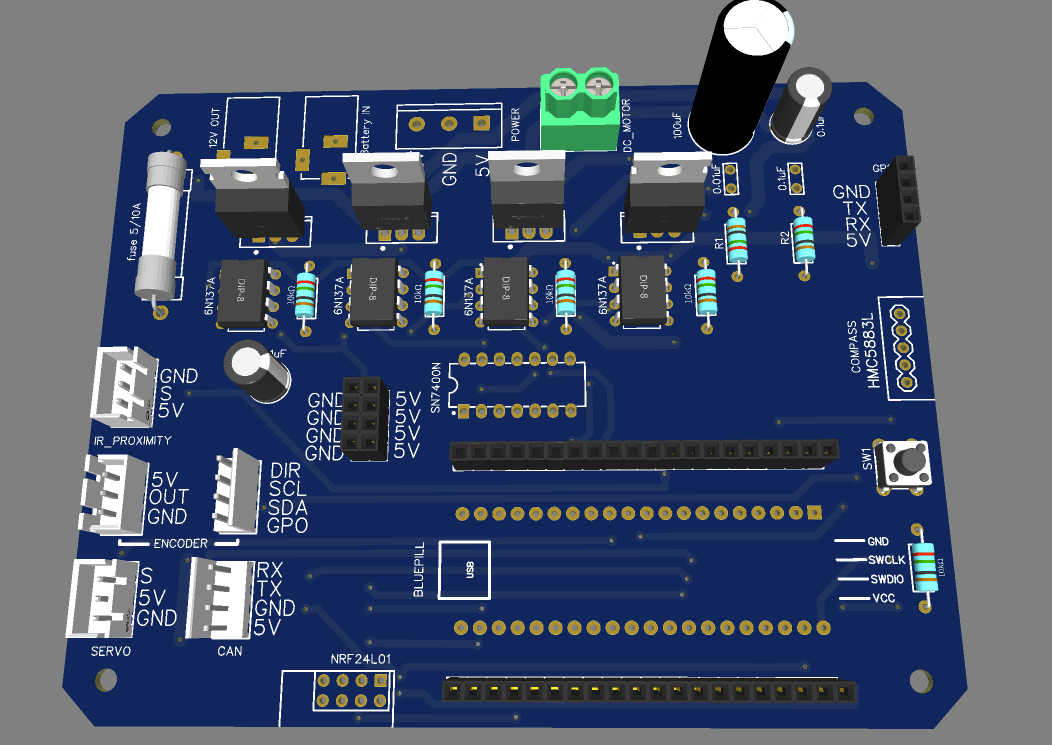 12V OUT
Battery IN
POWER
GND
5V
DC_MOTOR
100uF
0.1u
fuse 5/10A
0.01uF
0.1uF
GP
GND
TX
RX
5V
R1
R2
6N137A
DIP-8
10kΩ
6N137A
DIP-8
10kΩ
6N137A
DIP-8
10kΩ
6N137A
DIP-8
10kΩ
COMPASS
HMC5883L
uF
GND
S
5V
IR_PROXIMITY
GND
GND
GND
GND
5V
5V
5V
5V
SN7400N
SW1
5V
OUT
GND
DIR
SCL
SDA
GPO
ENCODER
BLUEPILL
USB
GND
SWCLK
SWDIO
VCC
10kΩ
S
5V
GND
SERVO
RX
TX
GND
5V
CAN
NRF24L01